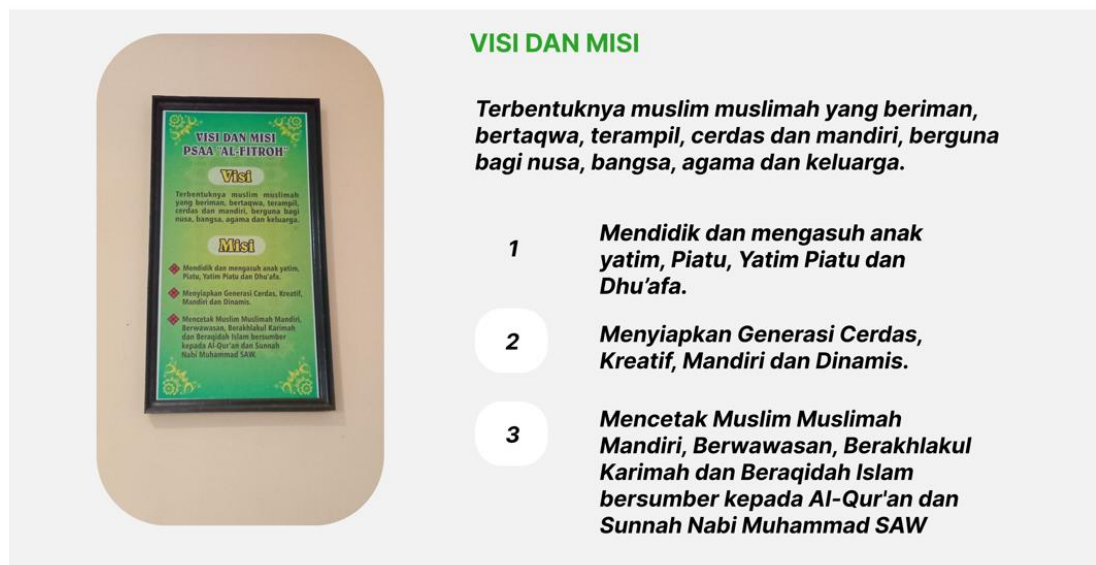 VISI DAN MISI
PSAA "AL-FITROH"
Visi
Terbentuknya muslim muslimah
yang beriman, bertaqwa, terampil,
cerdas dan mandiri, berguna bagi
nusa, bangsa, agama dan keluarga.
Misi
Mendidik dan mengasuh anak yatim,
Piatu, Yatim Piatu dan Dhu'afa.
Menyiapkan Generasi Cerdas, Kreatif,
Mandiri dan Dinamis.
Mencetak Muslim Muslimah Mandiri,
Berwawasan, Berakhlakul Karimah
dan Beraqidah Islam bersumber
kepada Al-Qur'an dan Sunnah
Nabi Muhammad SAW.
VISI DAN MISI
Terbentuknya muslim muslimah yang beriman,
bertaqwa, terampil, cerdas dan mandiri, berguna
bagi nusa, bangsa, agama dan keluarga.
1
Mendidik dan mengasuh anak
yatim, Piatu, Yatim Piatu dan
Dhu’afa.
2
Menyiapkan Generasi Cerdas,
Kreatif, Mandiri dan Dinamis.
3
Mencetak Muslim Muslimah
Mandiri, Berwawasan, Berakhlakul
Karimah dan Beraqidah Islam
bersumber kepada Al-Qur'an dan
Sunnah Nabi Muhammad SAW